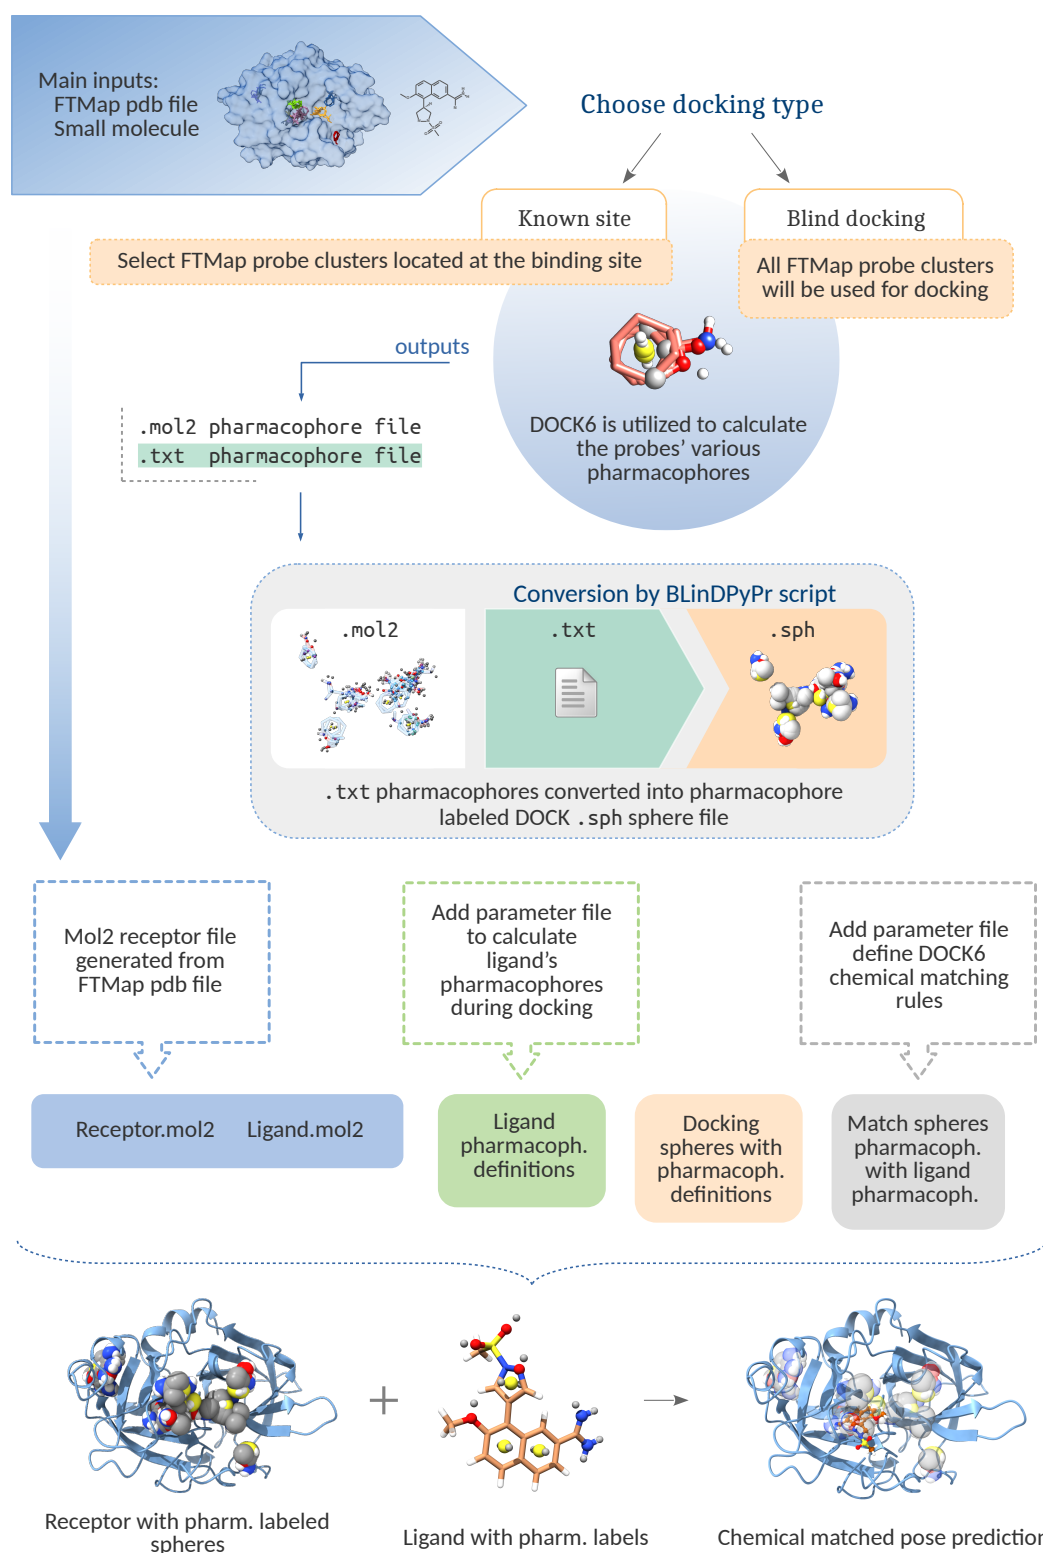 Main inputs:
FTMap pdb file
Small molecule
Choose docking type
Known site
Blind docking
Select FTMap probe clusters located at the binding site
All FTMap probe clusters
will be used for docking
outputs
.mol2 pharmacophore file
.txt pharmacophore file
DOCK6 is utilized to calculate
the probes' various
pharmacophores
Conversion by BLinDPyPr script
.mol2
.txt
.sph
.txt pharmacophores converted into pharmacophore
labeled DOCK .sph sphere file
Mol2 receptor file
generated from
FTMap pdb file
Add parameter file
to calculate
ligand's
pharmacophores
during docking
Add parameter file
define DOCK6
chemical matching
rules
Receptor.mol2 Ligand.mol2
Ligand
pharmacoph.
definitions
Docking
spheres with
pharmacoph.
definitions
Match spheres
pharmacoph.
with ligand
pharmacoph.
+
Receptor with pharm. labeled
spheres
Ligand with pharm. labels
Chemical matched pose prediction